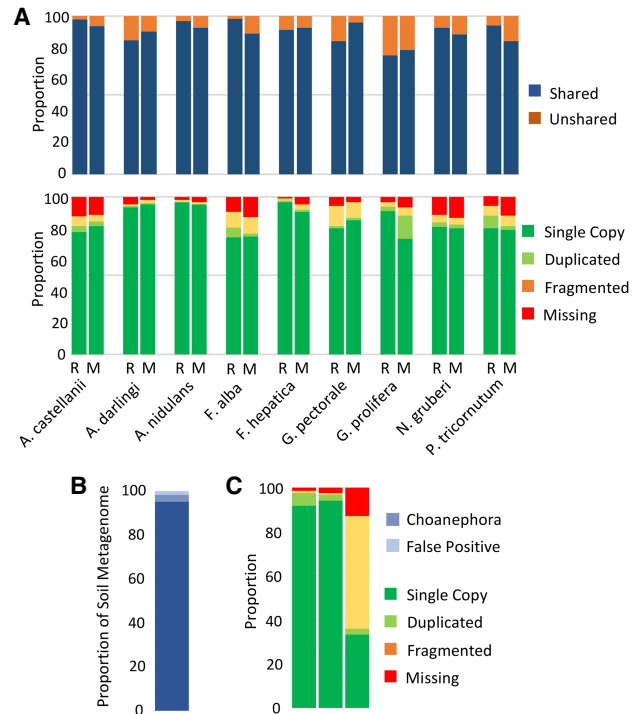 A
Proportion
100
80
60
40
20
0
Shared
Unshared
Proportion
100
80
60
40
20
0
Single Copy
Duplicated
Fragmented
Missing
R M R M R M R M R M R M R M R M R M
A. castellanii
A. darlingi
A. nidulans
F. alba
F. hepatica
G. pectorale
G. prolifera
N. gruberi
P. tricornutum
B
Proportion of Soil Metagenome
100
80
60
40
20
0
C
Proportion
100
80
60
40
20
0
Choanephora
False Positive
Single Copy
Duplicated
Fragmented
Missing